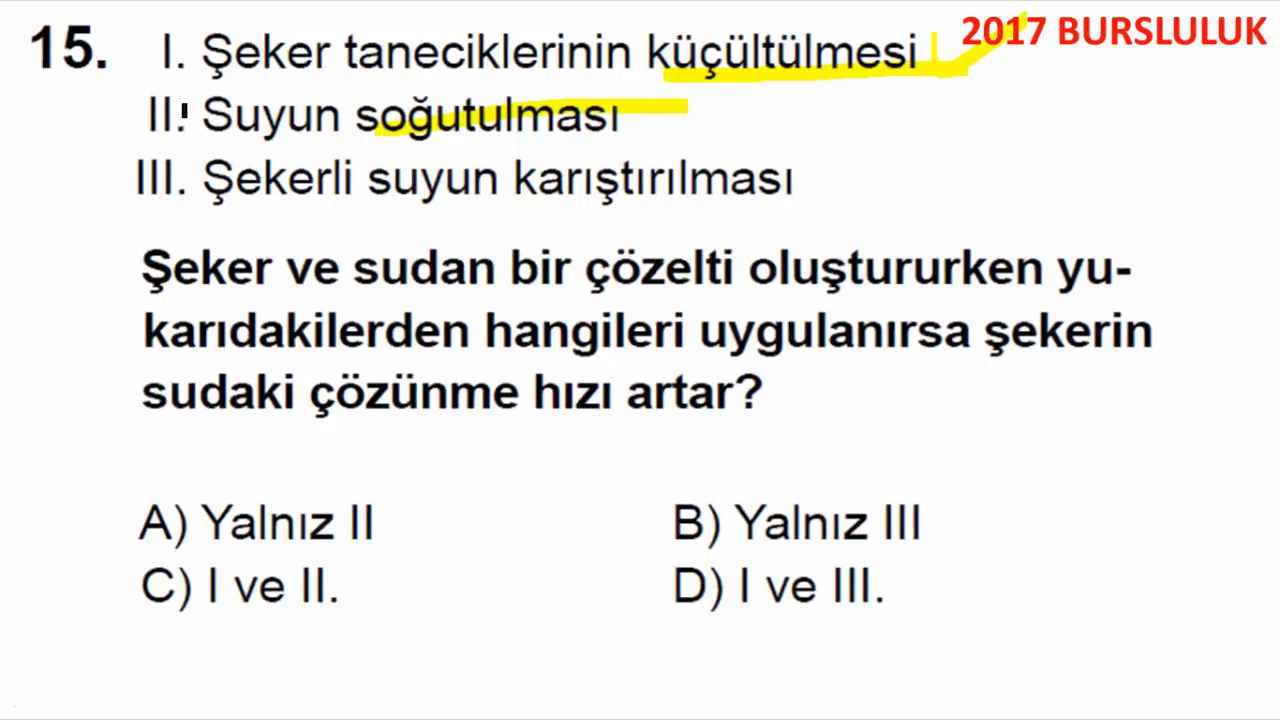 2017 BURSLULUK
15. I. Şeker taneciklerinin küçültülmesi
II. Suyun soğutulması
III. Şekerli suyun karıştırılması
Şeker ve sudan bir çözelti oluştururken yu-
karıdakilerden hangileri uygulanırsa şekerin
sudaki çözünme hızı artar?
A) Yalnız II
B) Yalnız III
C) I ve II.
D) I ve III.